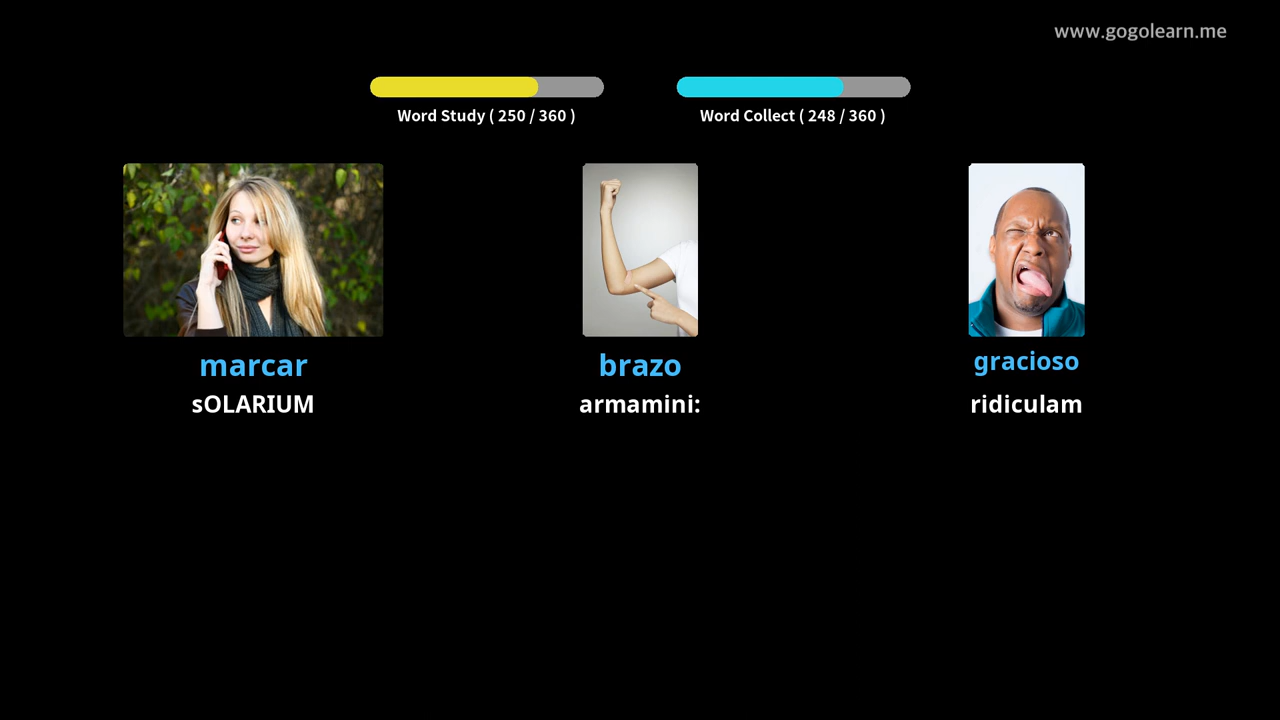 www.gogolearn.me
Word Study ( 250 / 360 )
Word Collect ( 248 / 360 )
marcar
sOLARIUM
brazo
armamini:
gracioso
ridiculam